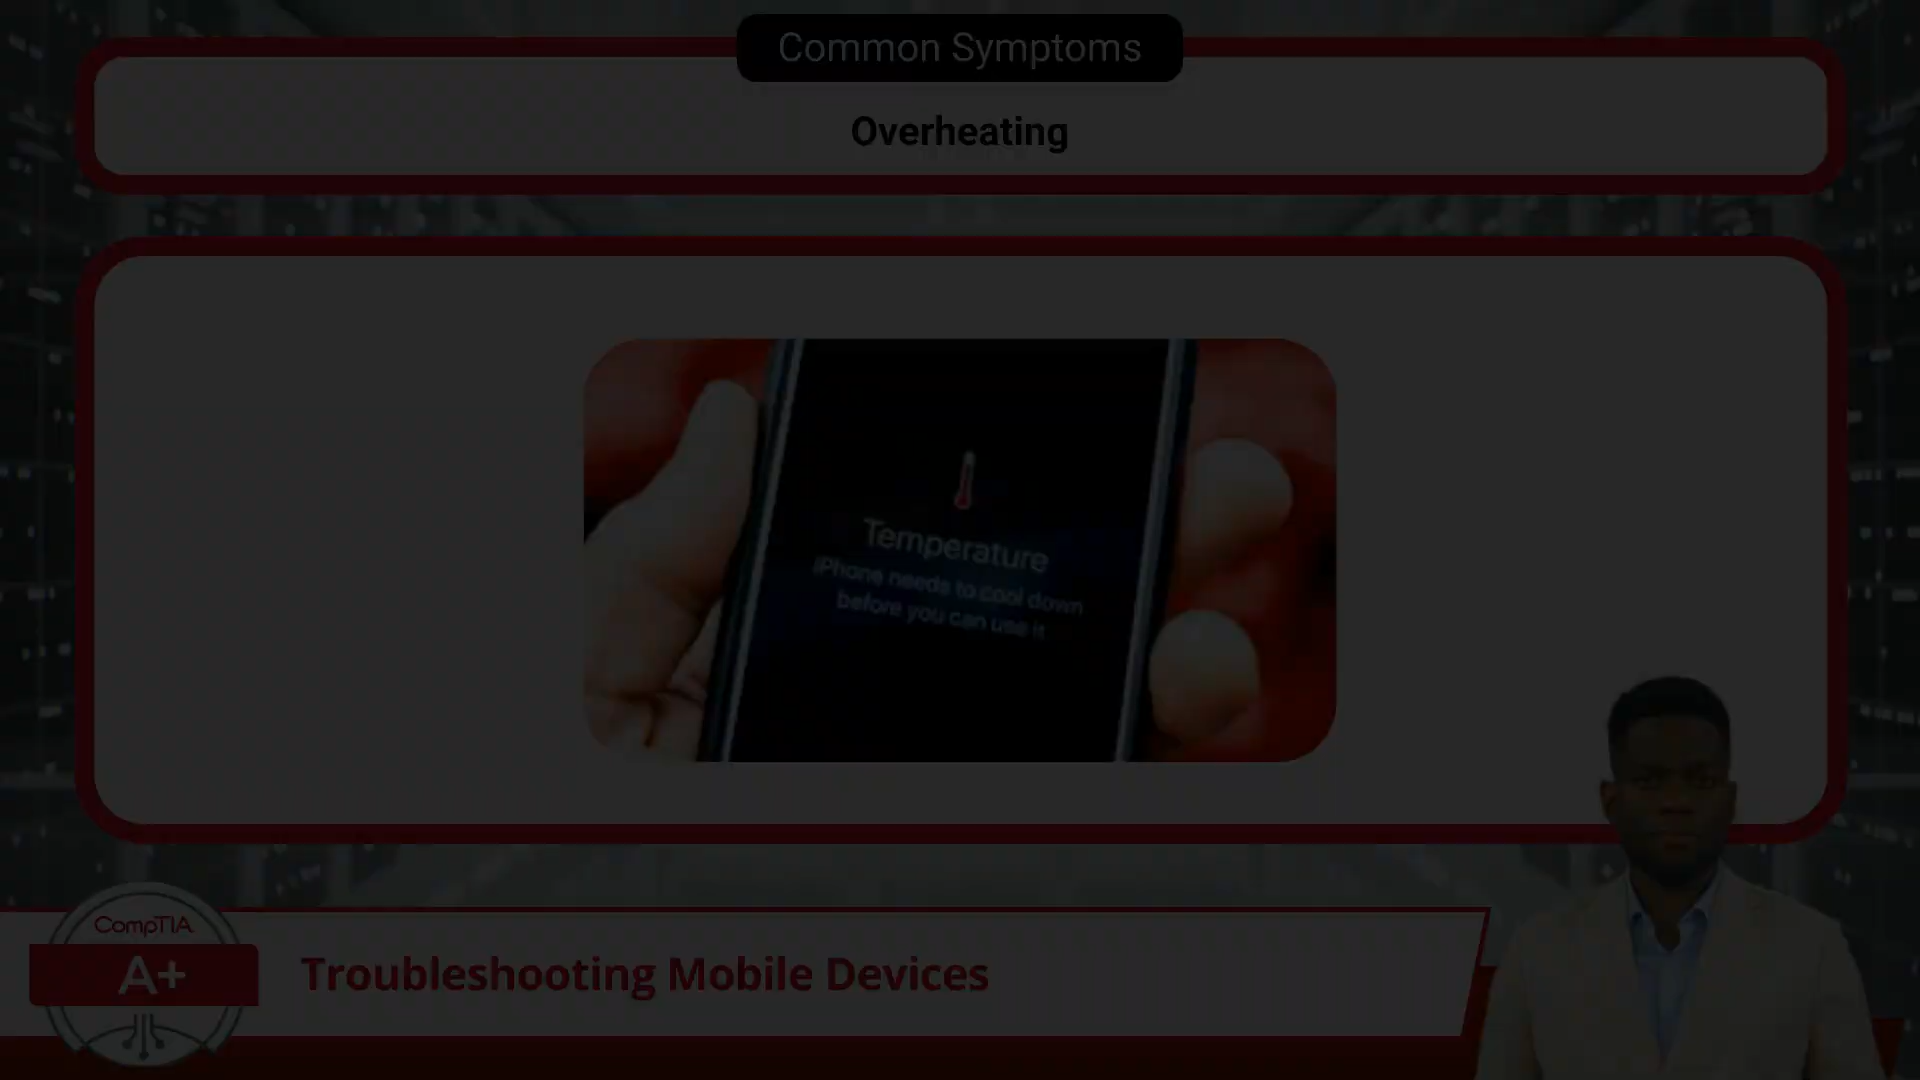 Common Symptoms
Overheating
Temperature
iPhone needs to cool down
before you can use it
CompTIA.
A+
Troubleshooting Mobile Devices